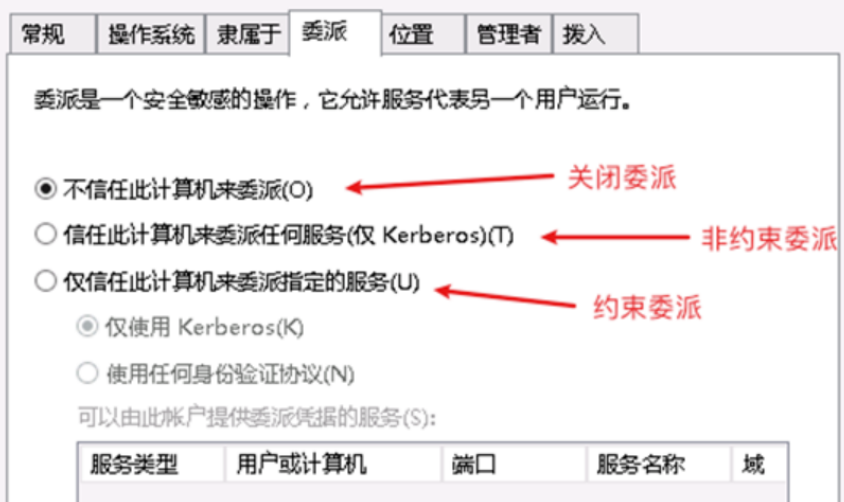 常规 操作系统 隶属于 委派 位置 管理者 拨入
委派是一个安全敏感的操作，它允许服务代表另一个用户运行。
不信任此计算机来委派(O)
关闭委派
信任此计算机来委派任何服务(仅 Kerberos)(T)
非约束委派
仅信任此计算机来委派指定的服务(U)
约束委派
仅使用 Kerberos(K)
使用任何身份验证协议(N)
可以由此帐户提供委派凭据的服务(S):
服务类型 用户或计算机 端口 服务名称 域